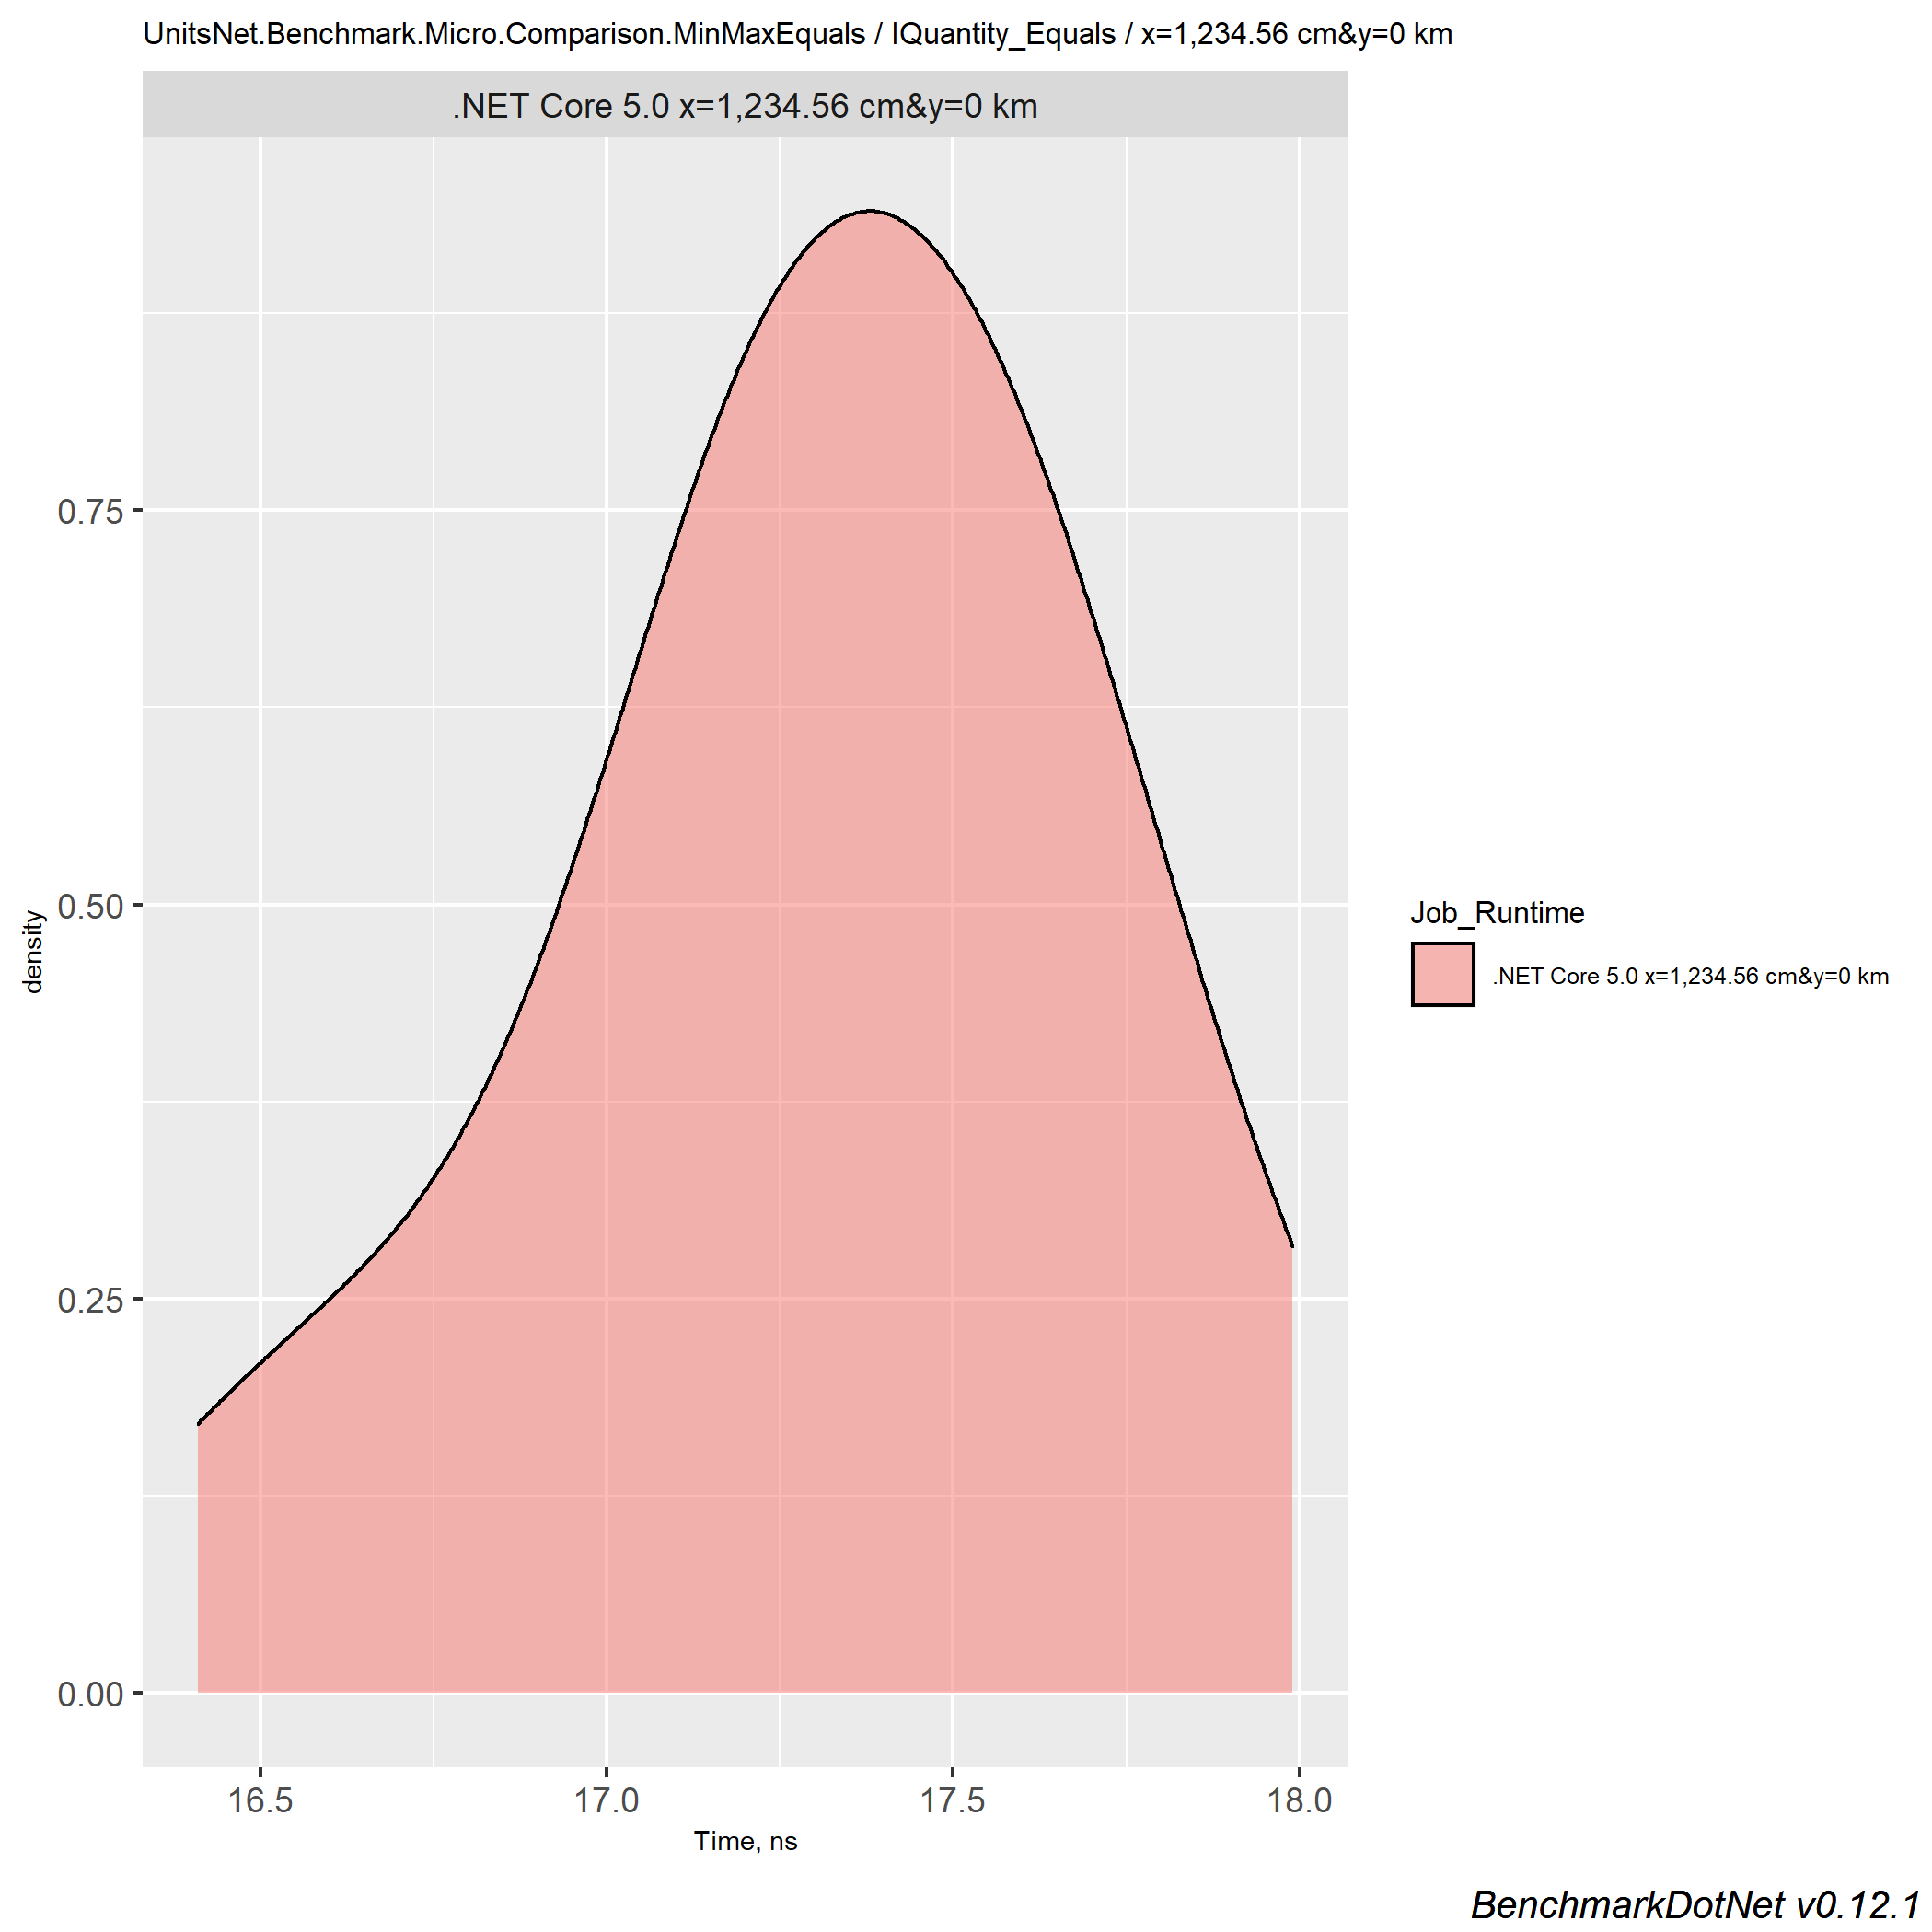 UnitsNet.Benchmark.Micro.Comparison.MinMaxEquals / IQuantity_Equals / x=1,234.56 cm&y=0 km
.NET Core 5.0 x=1,234.56 cm&y=0 km
0.75
0.50
0.25
0.00
density
16.5 17.0 17.5 18.0
Time, ns
Job_Runtime
.NET Core 5.0 x=1,234.56 cm&y=0 km
BenchmarkDotNet v0.12.1